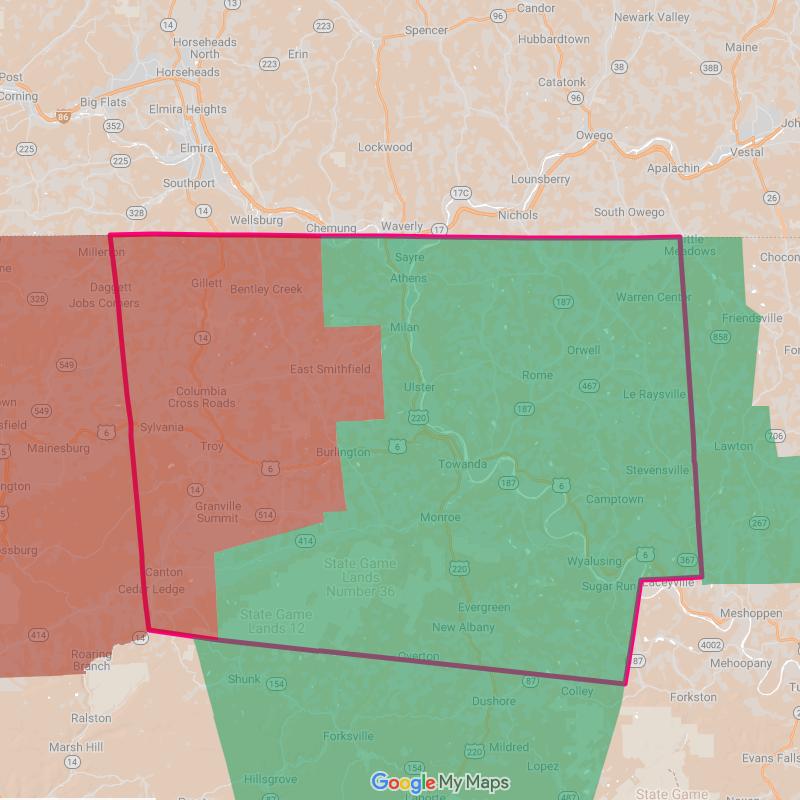 Candor
13
14
223
Spencer
96
Newark Valley
Horseheads
North
Erin
Hubbardtown
Maine
223
38
38B
Post
Horseheads
Catatonk
Corning
Big Flats
Elmira Heights
96
86
352
Owego
225
Elmira
Lockwood
Vestal
225
Apalachin
Southport
Lounsberry
17C
26
328
14
Wellsburg
Nichols
South Owego
Chemung
Waverly
17
Millerton
Little
Meadows
Sayre
Chocon
Daggett
Gillett
Bentley Creek
Athens
328
Jobs Corners
187
Warren Center
Friendsville
Milan
14
858
Orwell
549
East Smithfield
Rome
Columbia
Cross Roads
Ulster
467
Le Raysville
549
187
220
Sylvania
6
706
Mainesburg
Troy
Burlington
6
Lawton
6
Towanda
Stevensville
187
6
14
Camptown
Granville
Summit
514
Monroe
267
414
State Game
Lands
Number 36
6
367
Wyalusing
220
Canton
Cedar Ledge
Sugar Run
Laceyville
Evergreen
State Game
Lands 12
Meshoppen
New Albany
414
14
4002
Roaring
Branch
Overton
87
Mehoopany
Shunk
154
87
Colley
Forkston
Dushore
Ralston
Forksville
Marsh Hill
220
Mildred
14
154
Lopez
Evans Falls
Hillsgrove
Google My Maps
Laporte
87
487
State Game